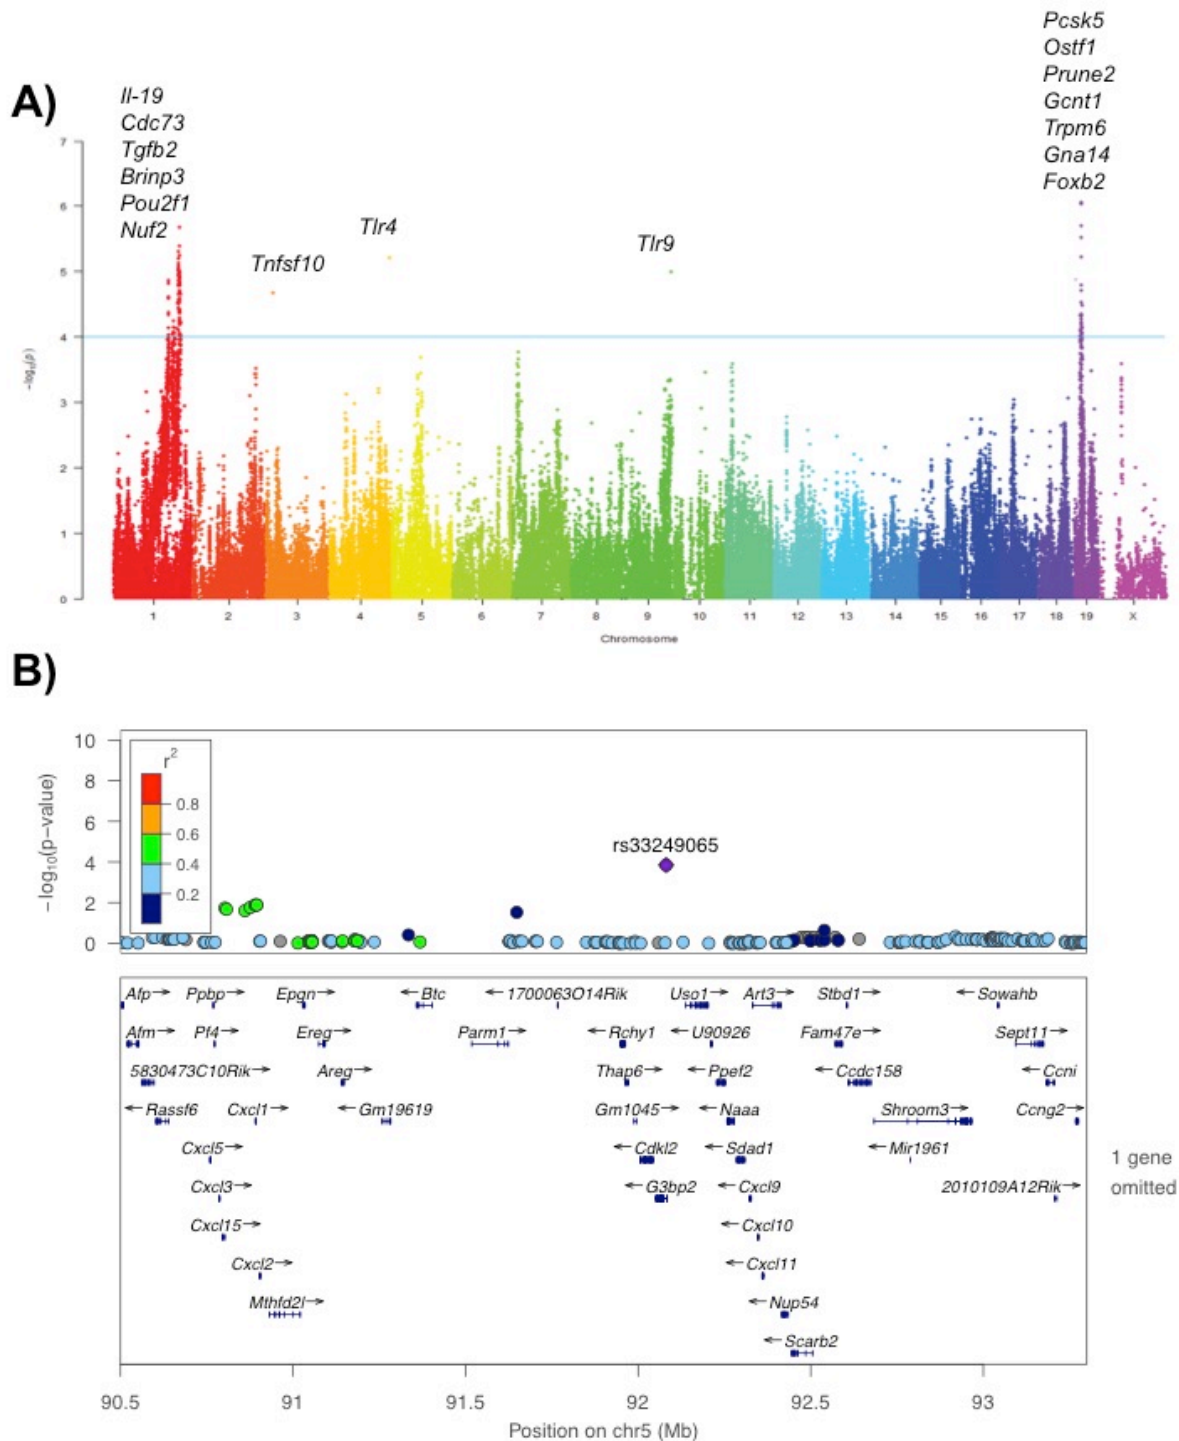 A)
Il-19
Cdc73
Tgfb2
Brinp3
Pou2f1
Nuf2
Tnfsf10
Tlr4
Tlr9
Pcsk5
Ostf1
Prune2
Gcnt1
Trpm6
Gna14
Foxb2
7
6
5
4
3
2
1
0
1 2 3 4 5 6 7 8 9 10 11 12 13 14 15 16 17 18 19 X
Chromosome
B)
−log10(p−value)
10
8
6
4
2
0
r2
0.8
0.6
0.4
0.2
rs33249065
Afp→ Ppbp→ Epgn→ ←Btc ←1700063O14Rik Uso1→ Art3→ Stbd1→ ←Sowahb
Afm→ Pf4→ Ereg→ Parm1→ ←Rchy1 ←U90926 Fam47e→ Sept11→
5830473C10Rik→ Areg→ Thap6→ ←Ppef2 ←Ccdc158 ←Ccni
←Rassf6 Cxcl1→ ←Gm19619 Gm1045→ ←Naaa Shroom3→ Ccng2→
Cxcl5→ ←Cdkl2 ←Sdad1 ←Mir1961
Cxcl3→ ←G3bp2 ←Cxcl9 2010109A12Rik→
Cxcl15→ ←Cxcl10
Cxcl2→ ←Cxcl11
Mthfd2l→ ←Nup54
←Scarb2
1 gene
omitted
90.5 91 91.5 92 92.5 93
Position on chr5 (Mb)